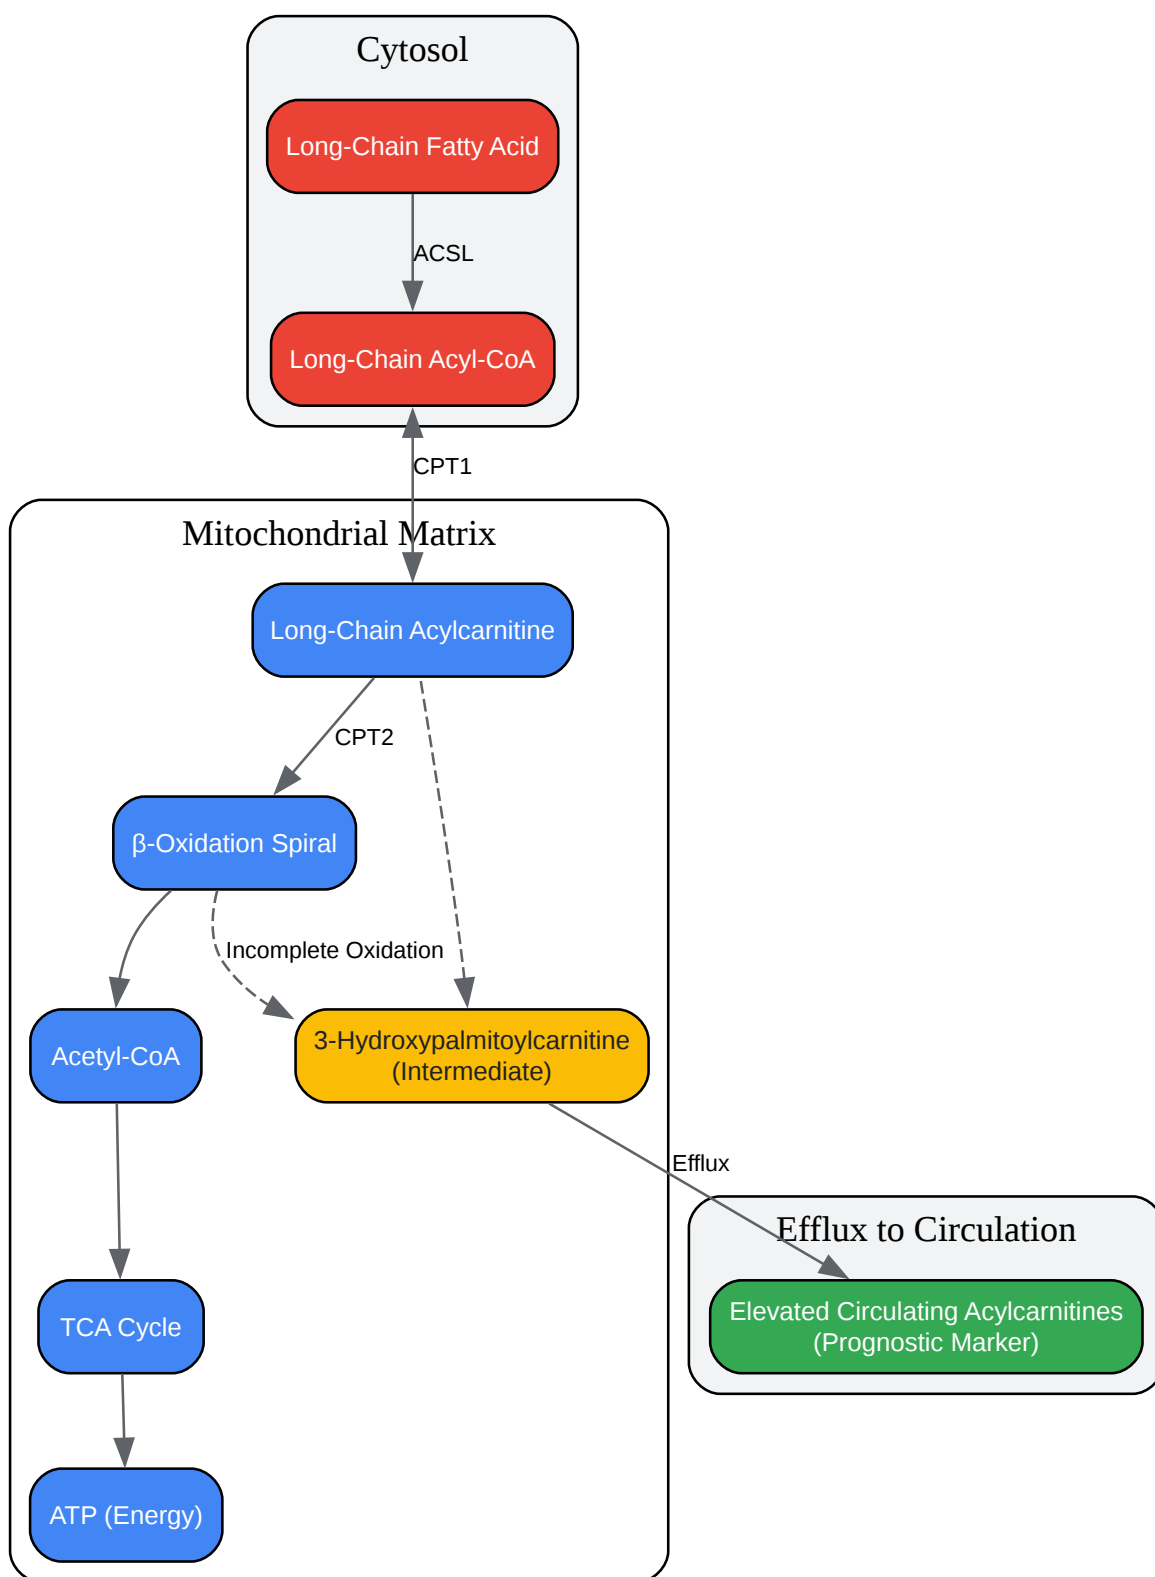 Cytosol
Long-Chain Fatty Acid
ACSL
Long-Chain Acyl-CoA
CPT1
Mitochondrial Matrix
Long-Chain Acylcarnitine
CPT2
β-Oxidation Spiral
Incomplete Oxidation
Acetyl-CoA
3-Hydroxypalmitoylcarnitine
(Intermediate)
Efflux
Efflux to Circulation
TCA Cycle
Elevated Circulating Acylcarnitines
(Prognostic Marker)
ATP (Energy)